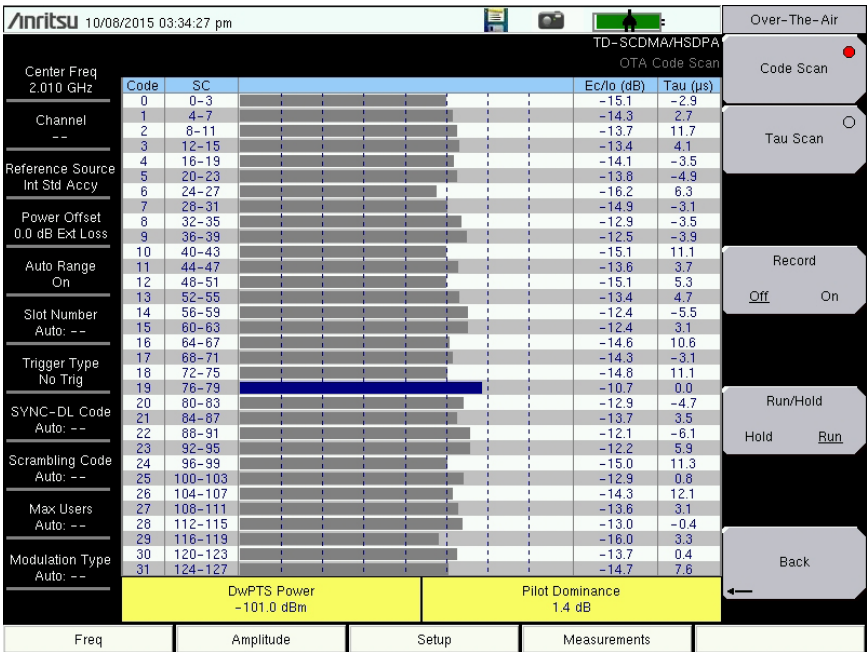 Anritsu 10/08/2015 03:34:27 pm
Over-The-Air
TD-SCDMA/HSDPA
OTA Code Scan
Center Freq
2.010 GHz
Channel
--
Reference Source
Int Std Accy
Power Offset
0.0 dB Ext Loss
Auto Range
On
Slot Number
Auto: --
Trigger Type
No Trig
SYNC-DL Code
Auto: --
Scrambling Code
Auto: --
Max Users
Auto: --
Modulation Type
Auto: --
Code SC Ec/Io (dB) Tau (µs)
0 0-3 -15.1 -2.9
1 4-7 -14.3 2.7
2 8-11 -13.7 11.7
3 12-15 -13.4 4.1
4 16-19 -14.1 -3.5
5 20-23 -13.8 -4.9
6 24-27 -16.2 6.3
7 28-31 -14.9 -3.1
8 32-35 -12.9 -3.5
9 36-39 -12.5 -3.9
10 40-43 -15.1 11.1
11 44-47 -13.6 3.7
12 48-51 -15.1 5.3
13 52-55 -13.4 4.7
14 56-59 -12.4 -5.5
15 60-63 -12.4 3.1
16 64-67 -14.6 10.6
17 68-71 -14.3 -3.1
18 72-75 -14.8 11.1
19 76-79 -10.7 0.0
20 80-83 -12.9 -4.7
21 84-87 -13.7 3.5
22 88-91 -12.1 -6.1
23 92-95 -12.2 5.9
24 96-99 -15.0 11.3
25 100-103 -12.9 0.8
26 104-107 -14.3 12.1
27 108-111 -13.6 3.1
28 112-115 -13.0 -0.4
29 116-119 -16.0 3.3
30 120-123 -13.7 0.4
31 124-127 -14.7 7.6
DwPTS Power
-101.0 dBm
Pilot Dominance
1.4 dB
Code Scan
Tau Scan
Record
Off On
Run/Hold
Hold Run
Back
Freq Amplitude Setup Measurements